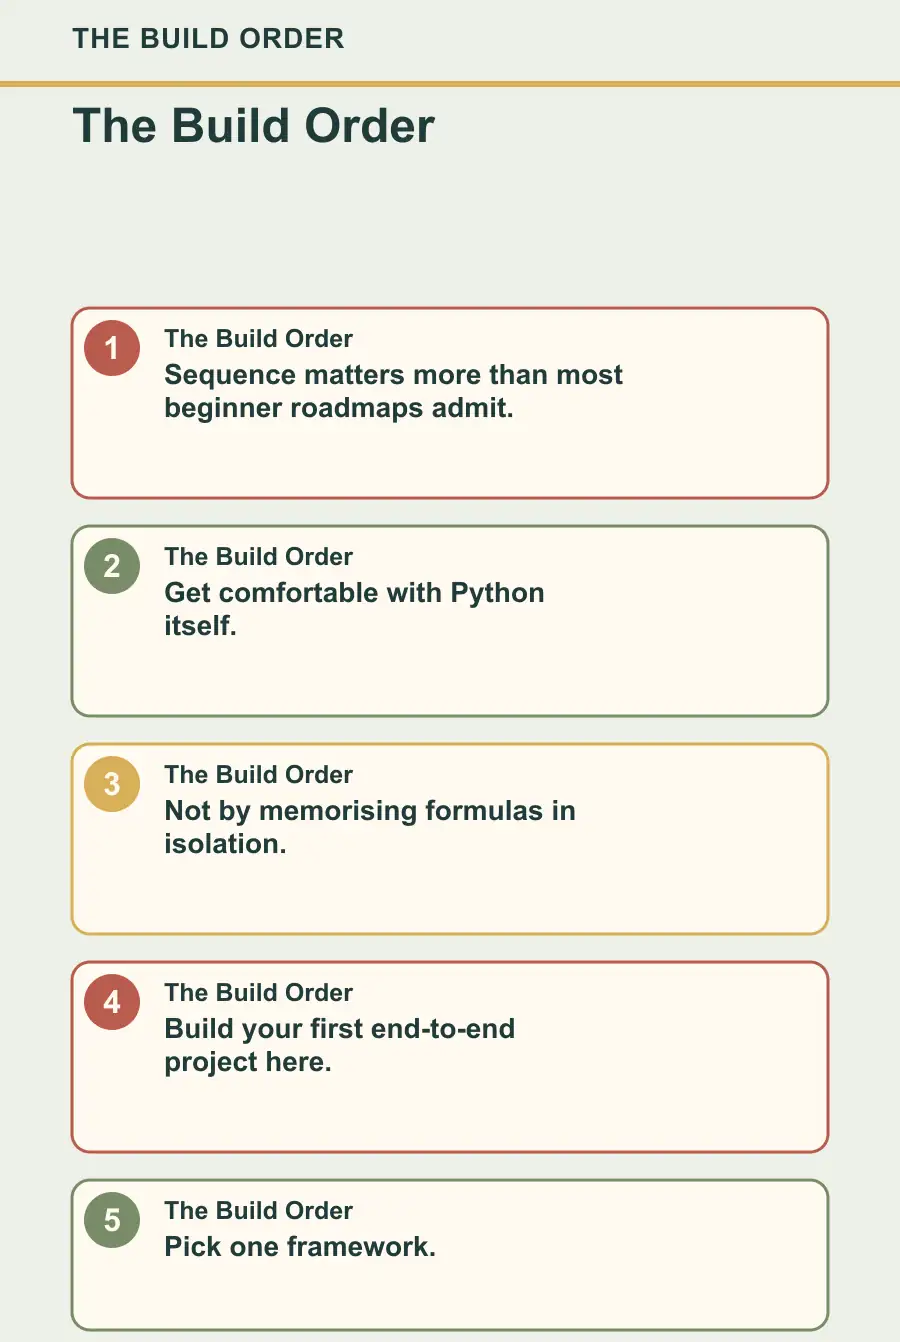 THE BUILD ORDER
The Build Order
1
The Build Order
Sequence matters more than most
beginner roadmaps admit.
2
The Build Order
Get comfortable with Python
itself.
3
The Build Order
Not by memorising formulas in
isolation.
4
The Build Order
Build your first end-to-end
project here.
5
The Build Order
Pick one framework.